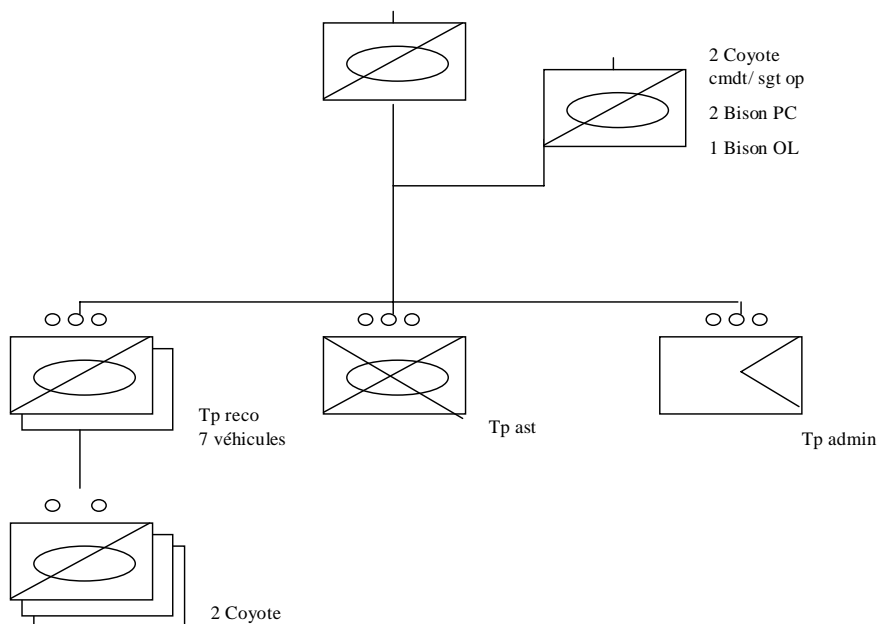 2 Coyote
cmdt/ sgt op
2 Bison PC
1 Bison OL
Tp reco
7 véhicules
Tp ast
Tp admin
2 Coyote